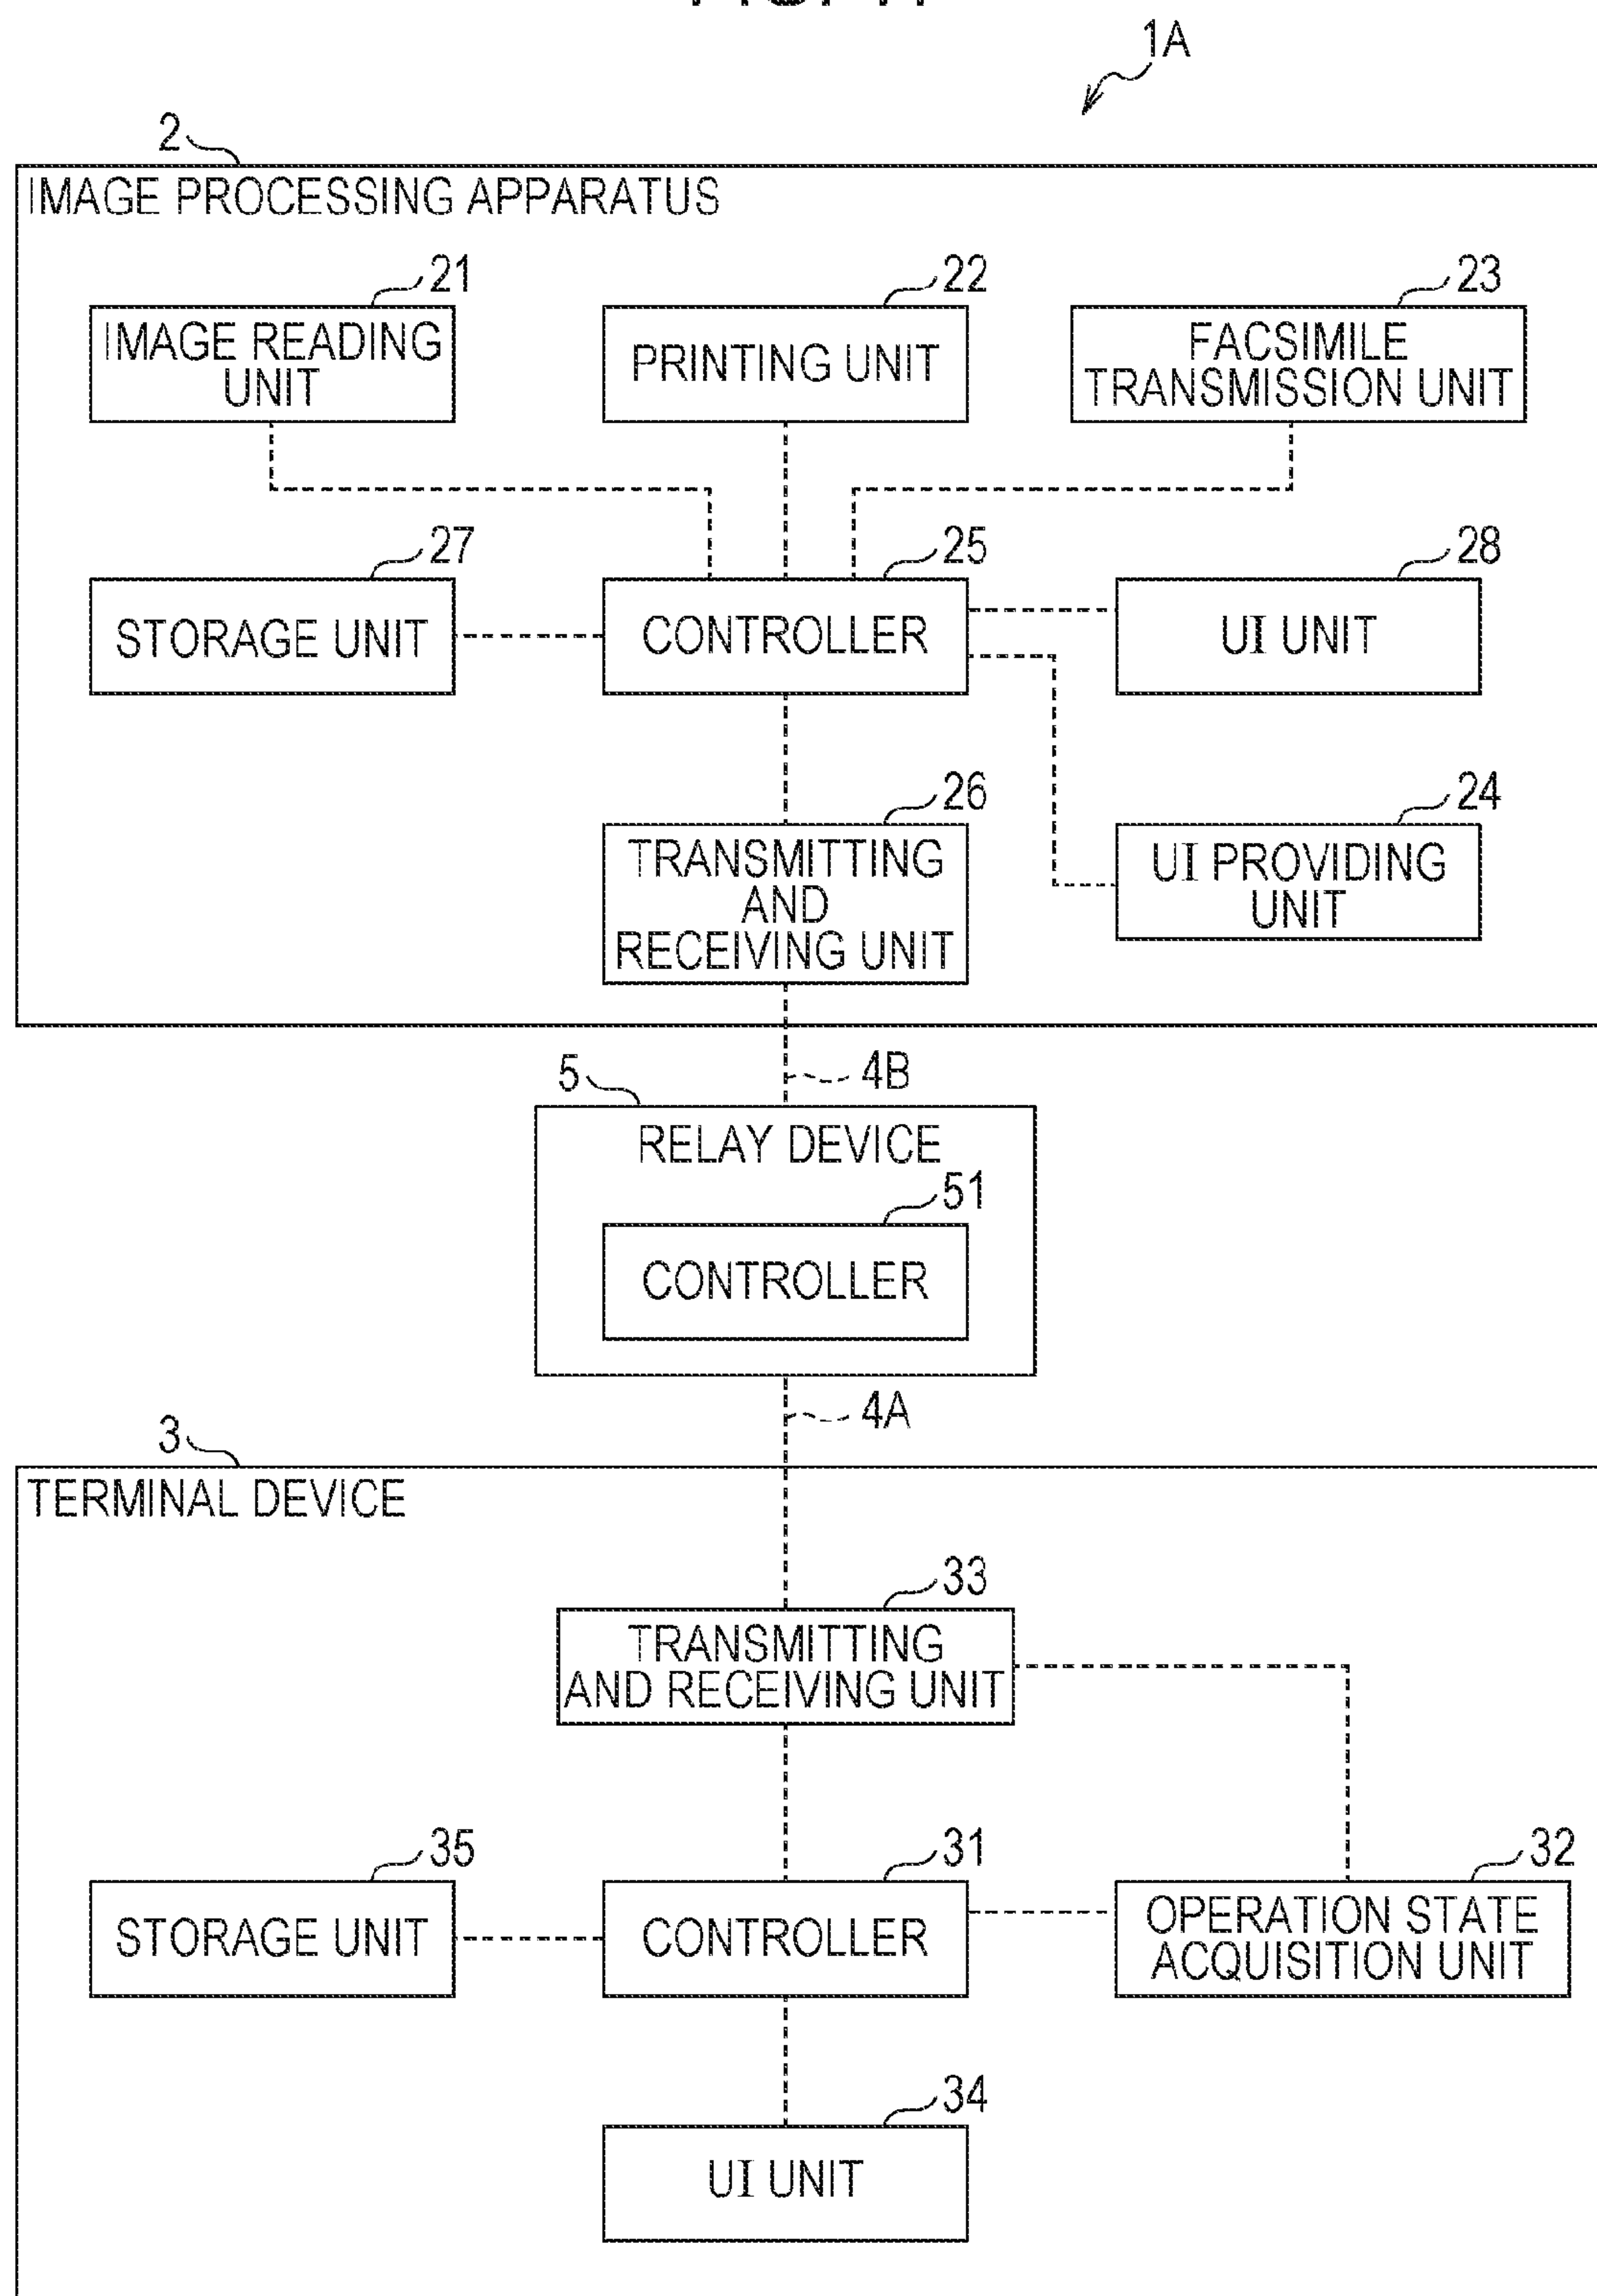 1A
2
IMAGE PROCESSING APPARATUS
21
22
23
IMAGE READING
UNIT
PRINTING UNIT
FACSIMILE
TRANSMISSION UNIT
27
25
28
STORAGE UNIT
CONTROLLER
UI UNIT
26
24
TRANSMITTING
AND
RECEIVING UNIT
UI PROVIDING
UNIT
4B
5
RELAY DEVICE
51
CONTROLLER
4A
3
TERMINAL DEVICE
33
TRANSMITTING
AND RECEIVING UNIT
35
31
32
STORAGE UNIT
CONTROLLER
OPERATION STATE
ACQUISITION UNIT
34
UI UNIT